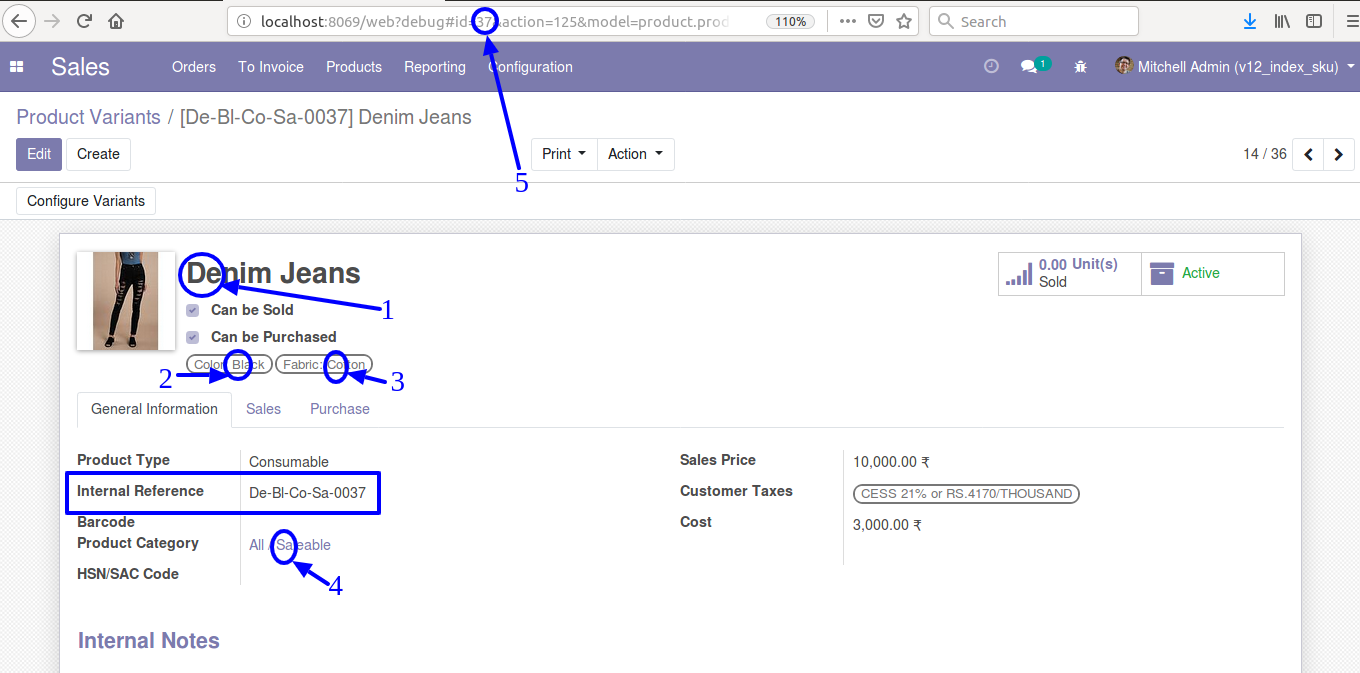 localhost:8069/web?debug#id=37&action=125&model=product.prod
110%
Search
Sales
Orders
To Invoice
Products
Reporting
Configuration
1
Mitchell Admin (v12_index_sku)
Product Variants / [De-Bl-Co-Sa-0037] Denim Jeans
Edit
Create
Print
Action
14 / 36
5
Configure Variants
Denim Jeans
0.00 Unit(s)
Sold
Active
1
Can be Sold
Can be Purchased
Color: Black
Fabric: Cotton
2
3
General Information
Sales
Purchase
Product Type
Consumable
Sales Price
10,000.00 ₹
Internal Reference
De-Bl-Co-Sa-0037
Customer Taxes
CESS 21% or RS.4170/THOUSAND
Barcode
Cost
3,000.00 ₹
Product Category
All / Saleable
HSN/SAC Code
4
Internal Notes